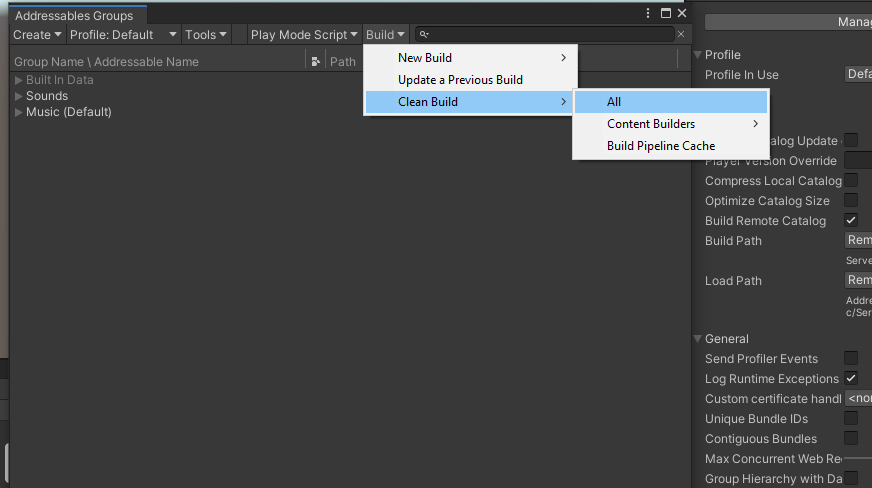 Addressables Groups
Create Profile: Default Tools Play Mode Script Build
Group Name \ Addressable Name Path
Built In Data
Sounds
Music (Default)
New Build
Update a Previous Build
Clean Build
All
Content Builders
Build Pipeline Cache
Manag
Profile
Profile In Use Defa
alog Update
Player Version Override
Compress Local Catalog
Optimize Catalog Size
Build Remote Catalog
Build Path Rem
Serve
Load Path Rem
Addre
c/Ser
General
Send Profiler Events
Log Runtime Exceptions
Custom certificate handl <non
Unique Bundle IDs
Contiguous Bundles
Max Concurrent Web Re
Group Hierarchy with Da